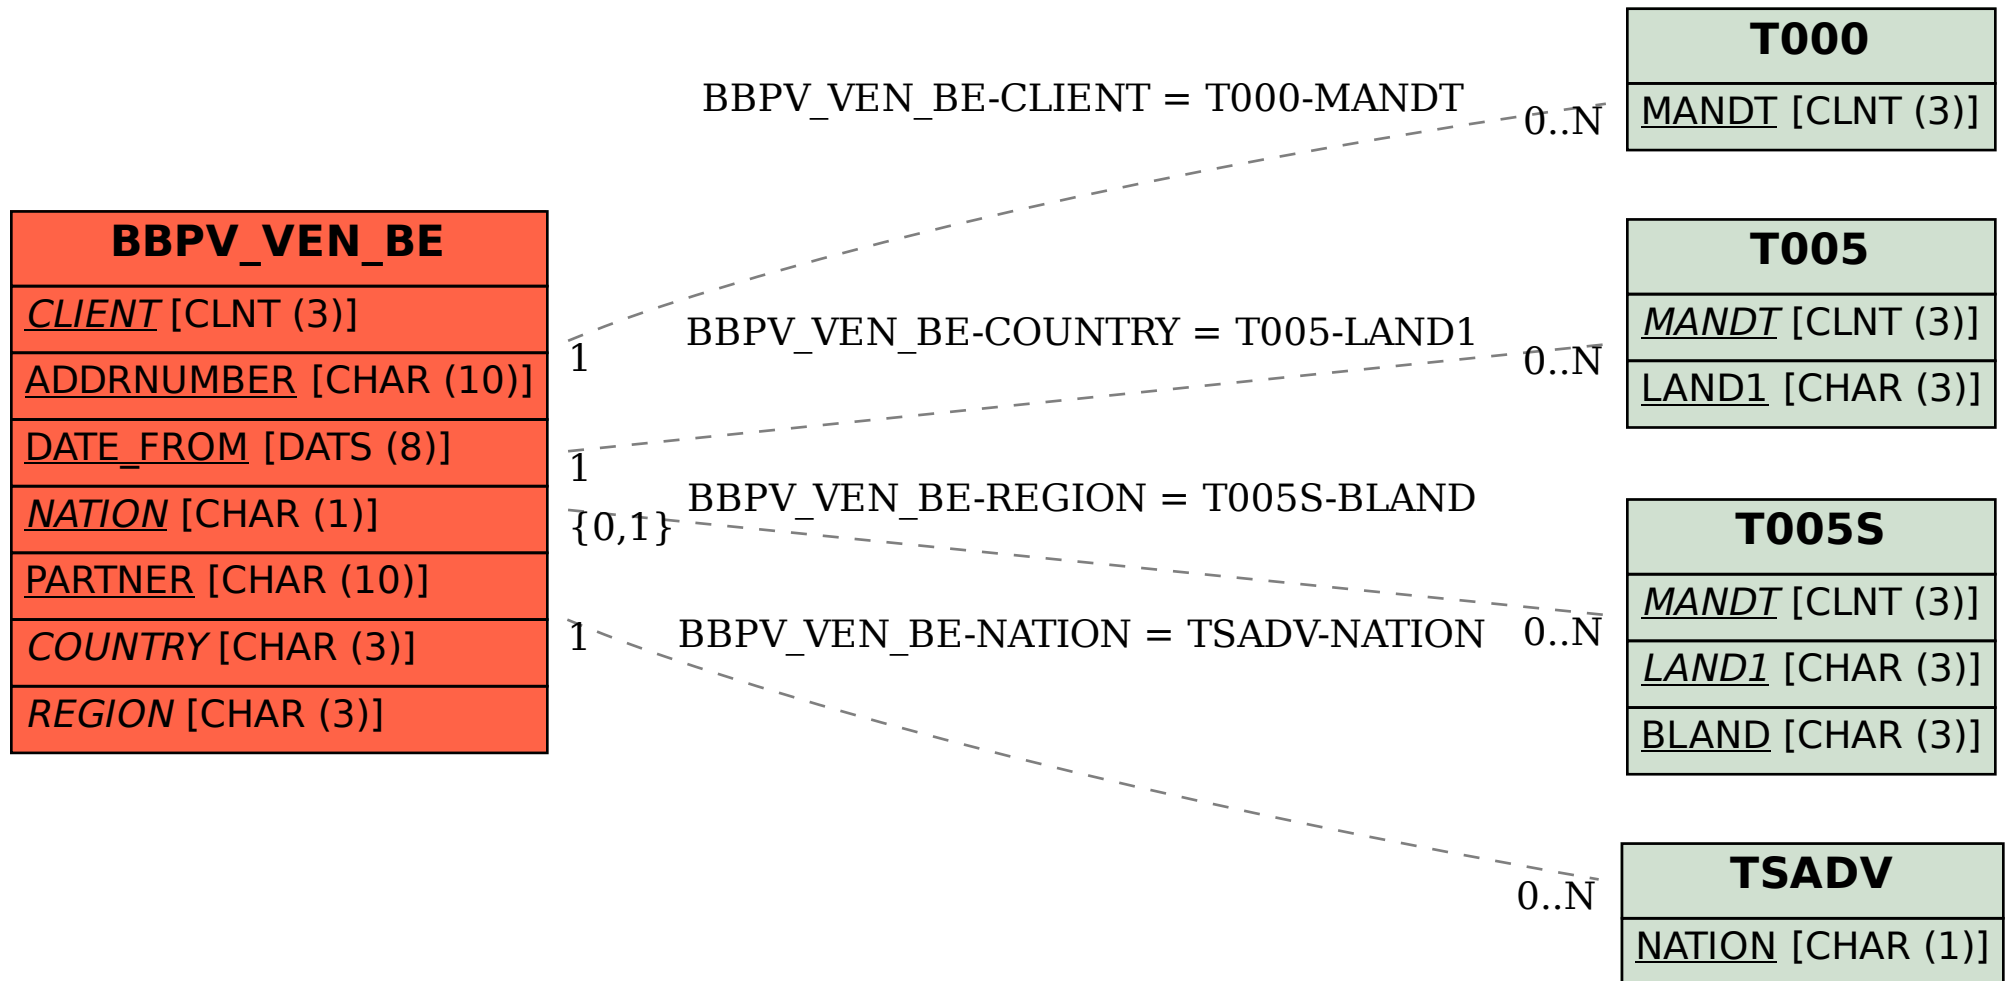 BBPV_VEN_BE
CLIENT [CLNT (3)]
ADDRNUMBER [CHAR (10)]
DATE_FROM [DATS (8)]
NATION [CHAR (1)]
PARTNER [CHAR (10)]
COUNTRY [CHAR (3)]
REGION [CHAR (3)]
BBPV_VEN_BE-CLIENT = T000-MANDT
1
0..N
BBPV_VEN_BE-COUNTRY = T005-LAND1
1
0..N
BBPV_VEN_BE-REGION = T005S-BLAND
{0,1}
0..N
BBPV_VEN_BE-NATION = TSADV-NATION
1
0..N
T000
MANDT [CLNT (3)]
T005
MANDT [CLNT (3)]
LAND1 [CHAR (3)]
T005S
MANDT [CLNT (3)]
LAND1 [CHAR (3)]
BLAND [CHAR (3)]
TSADV
NATION [CHAR (1)]